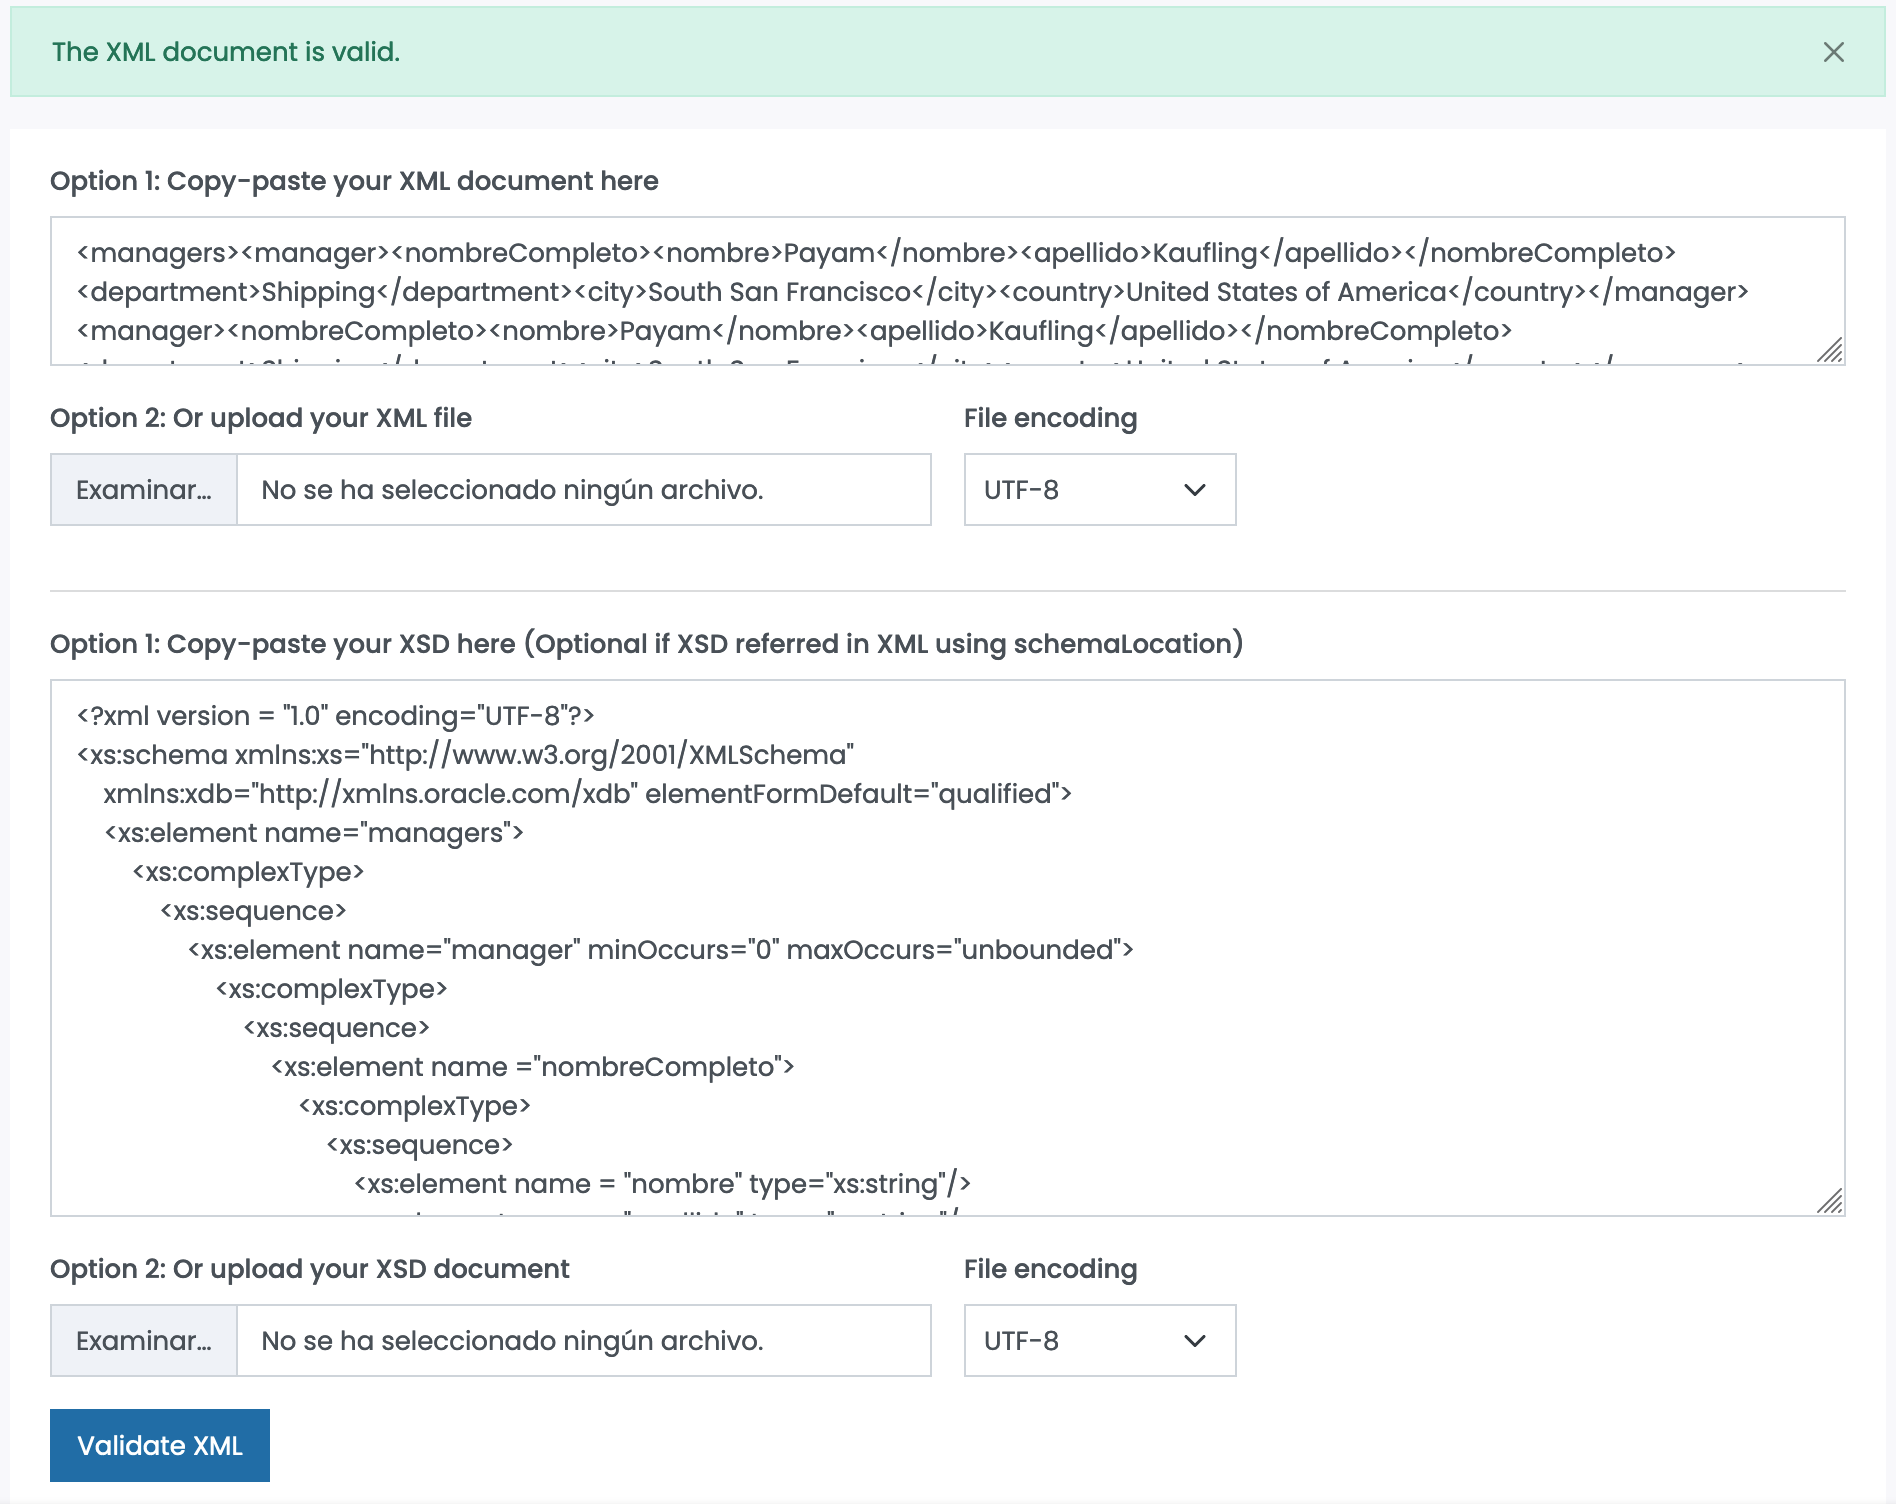 The XML document is valid.
Option 1: Copy-paste your XML document here
<managers><manager><nombreCompleto><nombre>Payam</nombre><apellido>Kaufling</apellido></nombreCompleto>
<department>Shipping</department><city>South San Francisco</city><country>United States of America</country></manager>
<manager><nombreCompleto><nombre>Payam</nombre><apellido>Kaufling</apellido></nombreCompleto>
Option 2: Or upload your XML file
File encoding
Examinar... No se ha seleccionado ningún archivo.
UTF-8
Option 1: Copy-paste your XSD here (Optional if XSD referred in XML using schemaLocation)
<?xml version = "1.0" encoding="UTF-8"?>
<xs:schema xmlns:xs="http://www.w3.org/2001/XMLSchema"
xmlns:xdb="http://xmlns.oracle.com/xdb" elementFormDefault="qualified">
<xs:element name="managers">
<xs:complexType>
<xs:sequence>
<xs:element name="manager" minOccurs="0" maxOccurs="unbounded">
<xs:complexType>
<xs:sequence>
<xs:element name ="nombreCompleto">
<xs:complexType>
<xs:sequence>
<xs:element name = "nombre" type="xs:string"/>
Option 2: Or upload your XSD document
File encoding
Examinar... No se ha seleccionado ningún archivo.
UTF-8
Validate XML